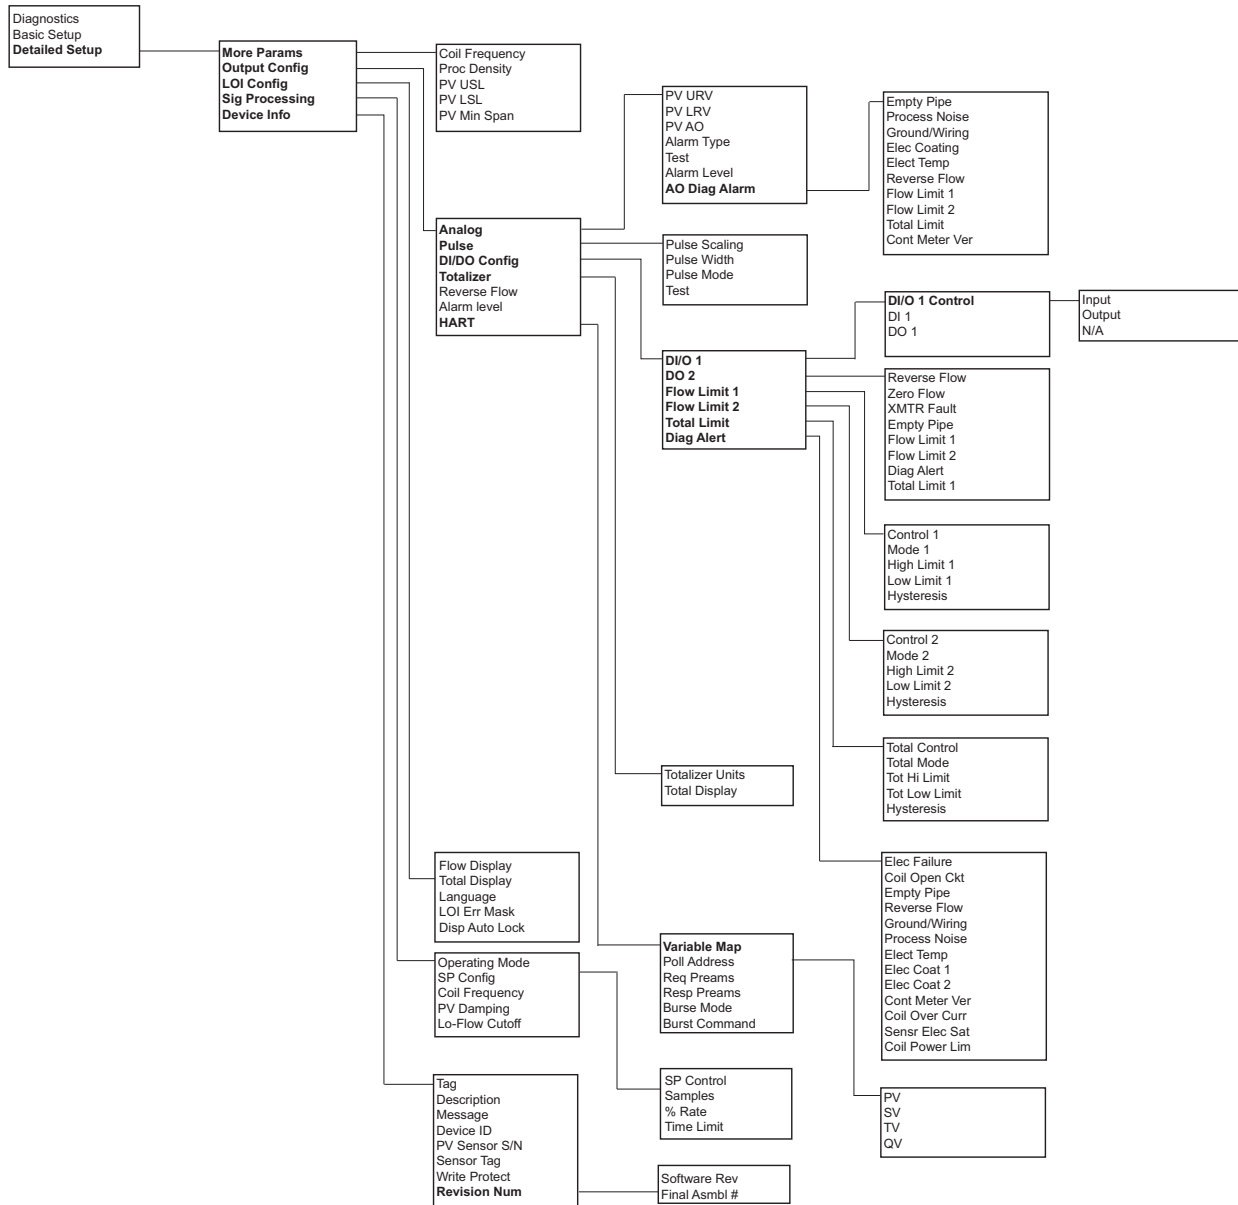 Diagnostics
Basic Setup
Detailed Setup
More Params
Output Config
LOI Config
Sig Processing
Device Info
Coil Frequency
Proc Density
PV USL
PV LSL
PV Min Span
PV URV
PV LRV
PV AO
Alarm Type
Test
Alarm Level
AO Diag Alarm
Empty Pipe
Process Noise
Ground/Wiring
Elec Coating
Elect Temp
Reverse Flow
Flow Limit 1
Flow Limit 2
Total Limit
Cont Meter Ver
Analog
Pulse
DI/DO Config
Totalizer
Reverse Flow
Alarm level
HART
Pulse Scaling
Pulse Width
Pulse Mode
Test
DI/O 1 Control
DI 1
DO 1
Input
Output
N/A
DI/O 1
DO 2
Flow Limit 1
Flow Limit 2
Total Limit
Diag Alert
Reverse Flow
Zero Flow
XMTR Fault
Empty Pipe
Flow Limit 1
Flow Limit 2
Diag Alert
Total Limit 1
Control 1
Mode 1
High Limit 1
Low Limit 1
Hysteresis
Control 2
Mode 2
High Limit 2
Low Limit 2
Hysteresis
Total Control
Total Mode
Tot Hi Limit
Tot Low Limit
Hysteresis
Totalizer Units
Total Display
Flow Display
Total Display
Language
LOI Err Mask
Disp Auto Lock
Elec Failure
Coil Open Ckt
Empty Pipe
Reverse Flow
Ground/Wiring
Process Noise
Elect Temp
Elec Coat 1
Elec Coat 2
Cont Meter Ver
Coil Over Curr
Sensr Elec Sat
Coil Power Lim
Variable Map
Poll Address
Req Preams
Resp Preams
Burse Mode
Burst Command
Operating Mode
SP Config
Coil Frequency
PV Damping
Lo-Flow Cutoff
SP Control
Samples
% Rate
Time Limit
PV
SV
TV
QV
Tag
Description
Message
Device ID
PV Sensor S/N
Sensor Tag
Write Protect
Revision Num
Software Rev
Final Asmbl #